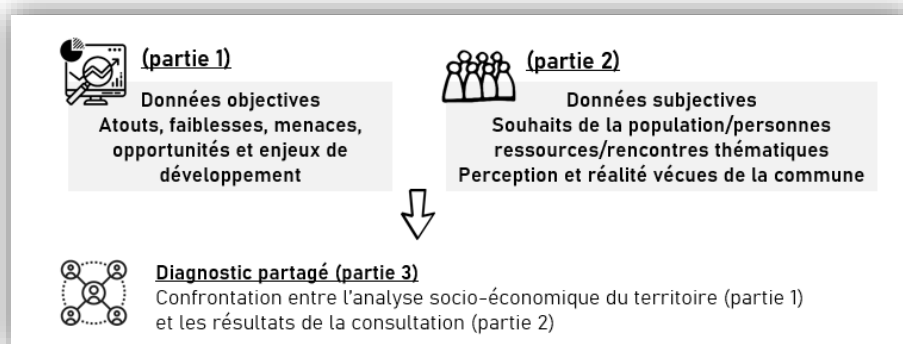 (partie 1)
Données objectives
Atouts, faiblesses, menaces,
opportunités et enjeux de
développement
(partie 2)
Données subjectives
Souhaits de la population/personnes
ressources/rencontres thématiques
Perception et réalité vécues de la commune
Diagnostic partagé (partie 3)
Confrontation entre l'analyse socio-économique du territoire (partie 1)
et les résultats de la consultation (partie 2)